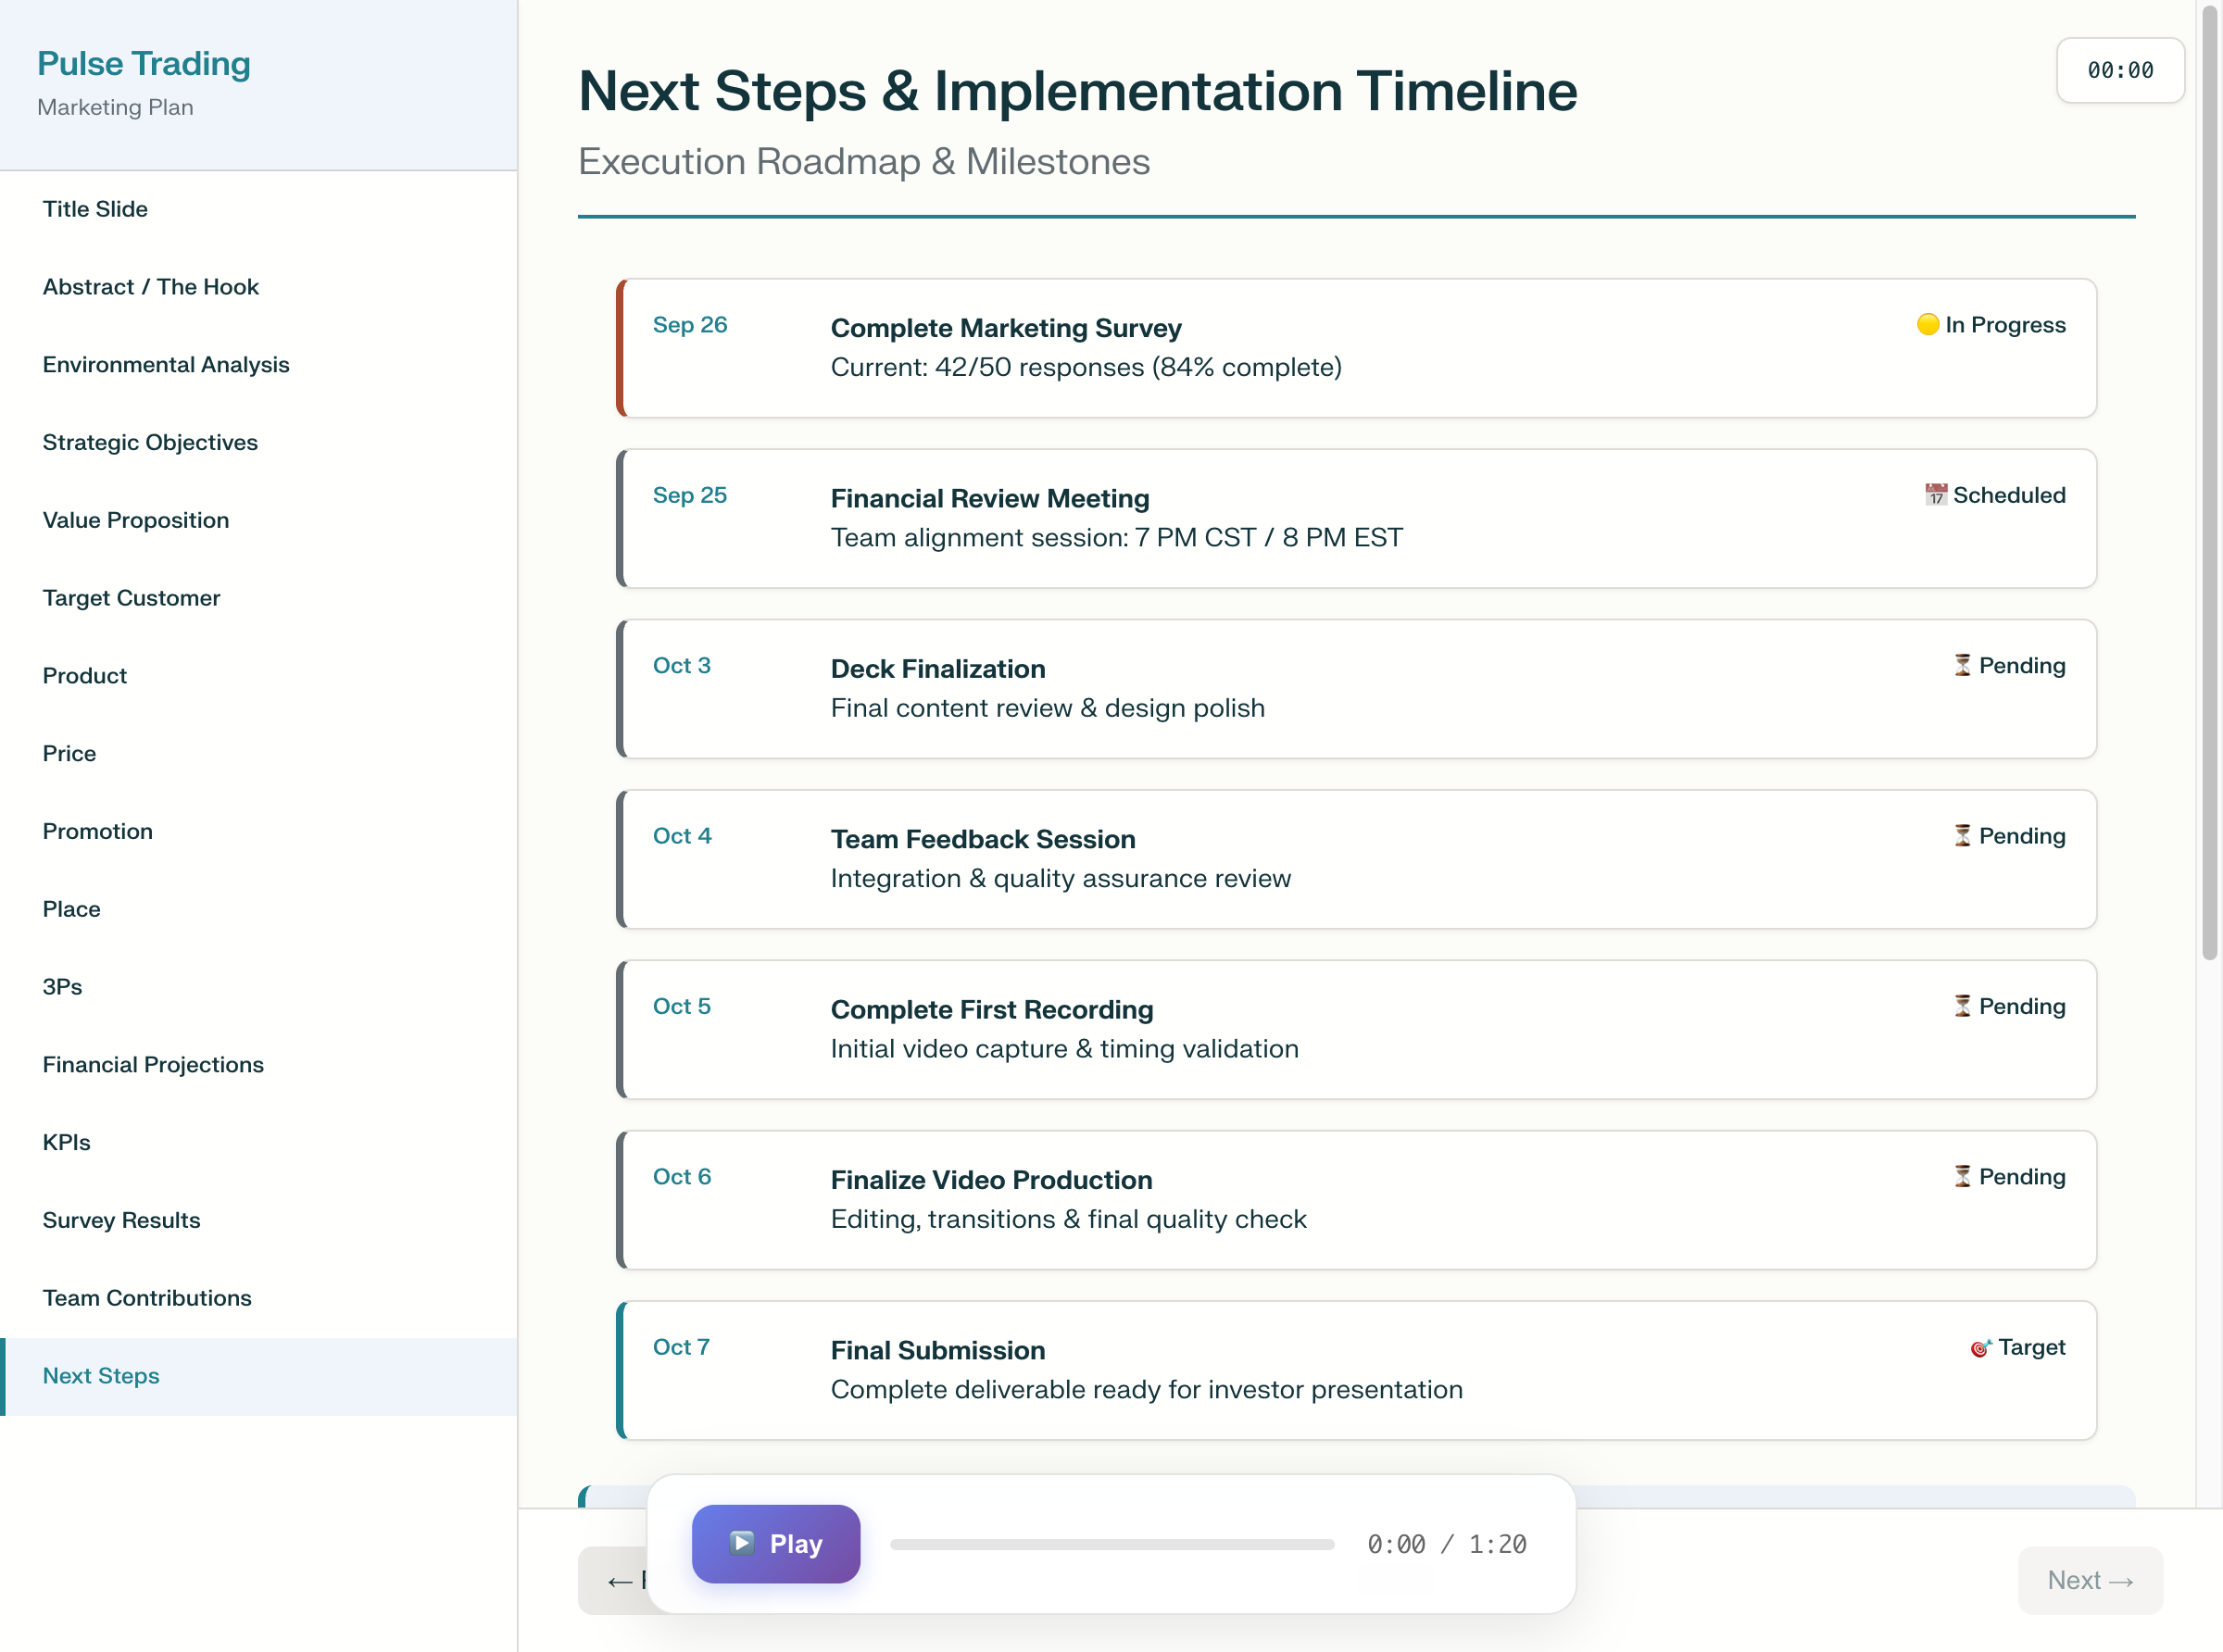 Pulse Trading
Marketing Plan
Title Slide
Abstract / The Hook
Environmental Analysis
Strategic Objectives
Value Proposition
Target Customer
Product
Price
Promotion
Place
3Ps
Financial Projections
KPIs
Survey Results
Team Contributions
Next Steps
00:00
Next Steps & Implementation Timeline
Execution Roadmap & Milestones
Sep 26
Complete Marketing Survey
Current: 42/50 responses (84% complete)
In Progress
Sep 25
Financial Review Meeting
Team alignment session: 7 PM CST / 8 PM EST
17 Scheduled
Oct 3
Deck Finalization
Final content review & design polish
Pending
Oct 4
Team Feedback Session
Integration & quality assurance review
Pending
Oct 5
Complete First Recording
Initial video capture & timing validation
Pending
Oct 6
Finalize Video Production
Editing, transitions & final quality check
Pending
Oct 7
Final Submission
Complete deliverable ready for investor presentation
Target
Play
0:00 / 1:20
←
Next →